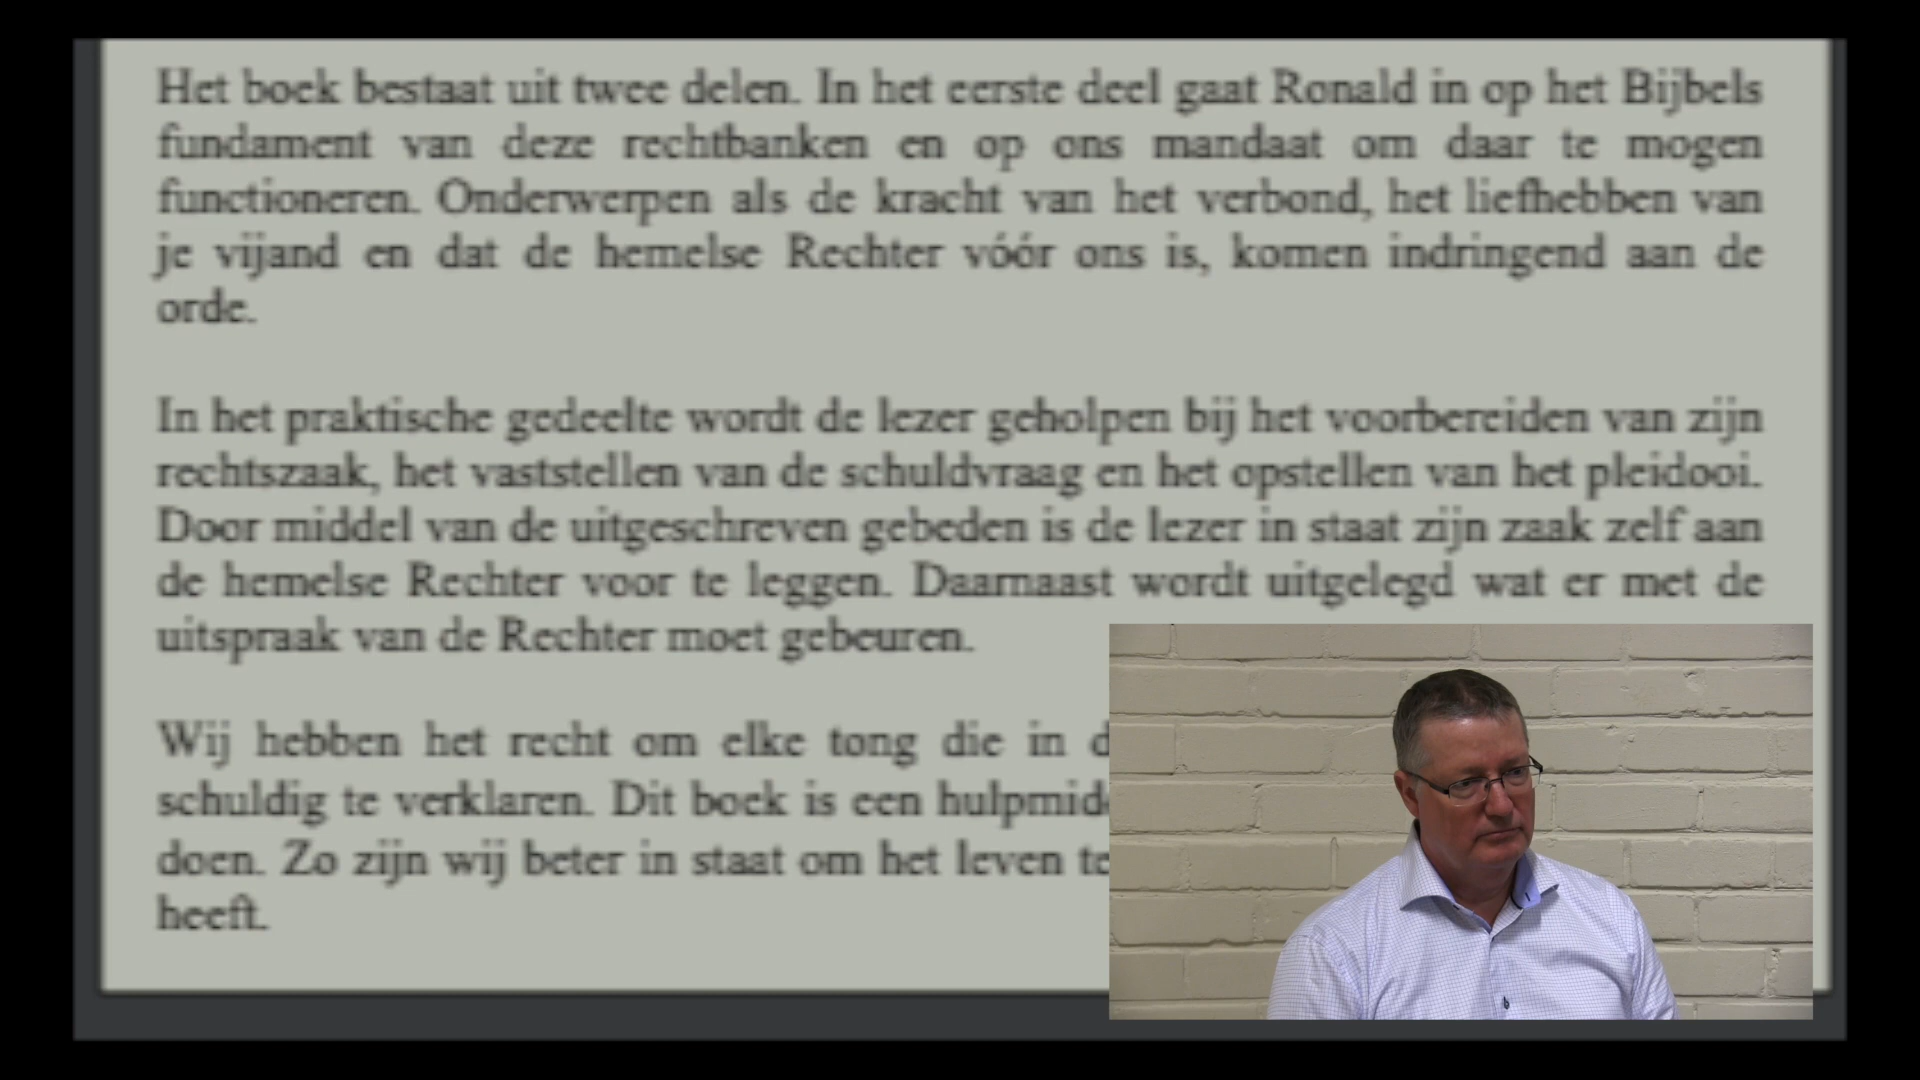 Het boek bestaat uit twee delen. In het eerste deel gaat Ronald in op het Bijbels
fundament van deze rechtbanken en op ons mandaat om daar te mogen
functioneren. Onderwerpen als de kracht van het verbond, het liefhebben van
je vijand en dat de hemelse Rechter vóór ons is, komen indringend aan de
orde.
In het praktische gedeelte wordt de lezer geholpen bij het voorbereiden van zijn
rechtszaak, het vaststellen van de schuldvraag en het opstellen van het pleidooi.
Door middel van de uitgeschreven gebeden is de lezer in staat zijn zaak zelf aan
de hemelse Rechter voor te leggen. Daarnaast wordt uitgelegd wat er met de
uitspraak van de Rechter moet gebeuren.
Wij hebben het recht om elke tong die in
schuldig te verklaren. Dit boek is een
doen. Zo zijn wij beter in staat om het leven
heeft.